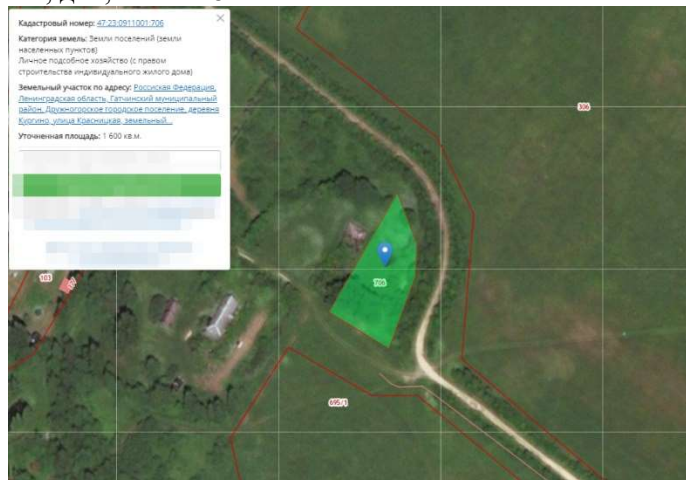 Кадастровый номер: 47:23:0911001:706
Категория земель: Земли поселений (земли
населенных пунктов)
Личное подсобное хозяйство (с правом
строительства индивидуального жилого дома)
Земельный участок по адресу: Российская Федерация,
Ленинградская область, Гатчинский муниципальный
район, Дружногорское городское поселение, деревня
Кургино, улица Красницкая, земельный...
Уточненная площадь: 1 600 кв.м.
306
706
103
695/1